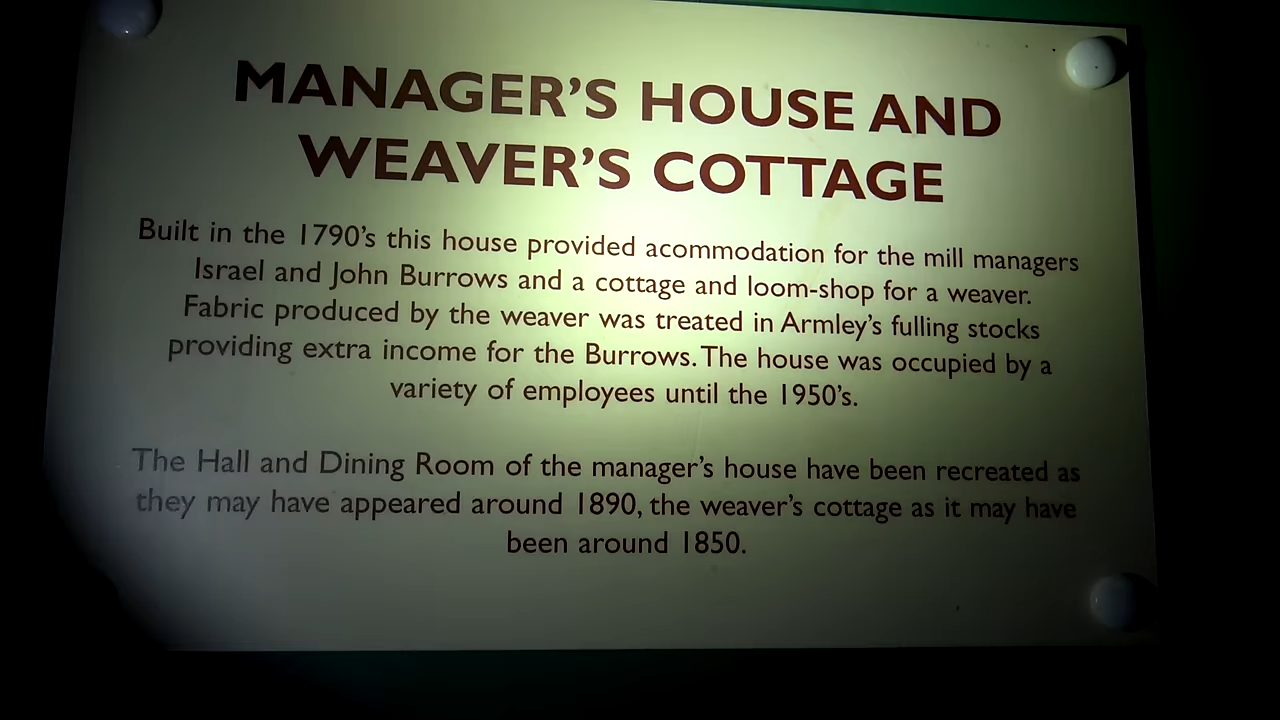 MANAGER’S HOUSE AND
WEAVER’S COTTAGE
Built in the 1790’s this house provided acommodation for the mill managers
Israel and John Burrows and a cottage and loom-shop for a weaver.
Fabric produced by the weaver was treated in Armley’s fulling stocks
providing extra income for the Burrows. The house was occupied by a
variety of employees until the 1950’s.
The Hall and Dining Room of the manager’s house have been recreated as
they may have appeared around 1890, the weaver’s cottage as it may have
been around 1850.